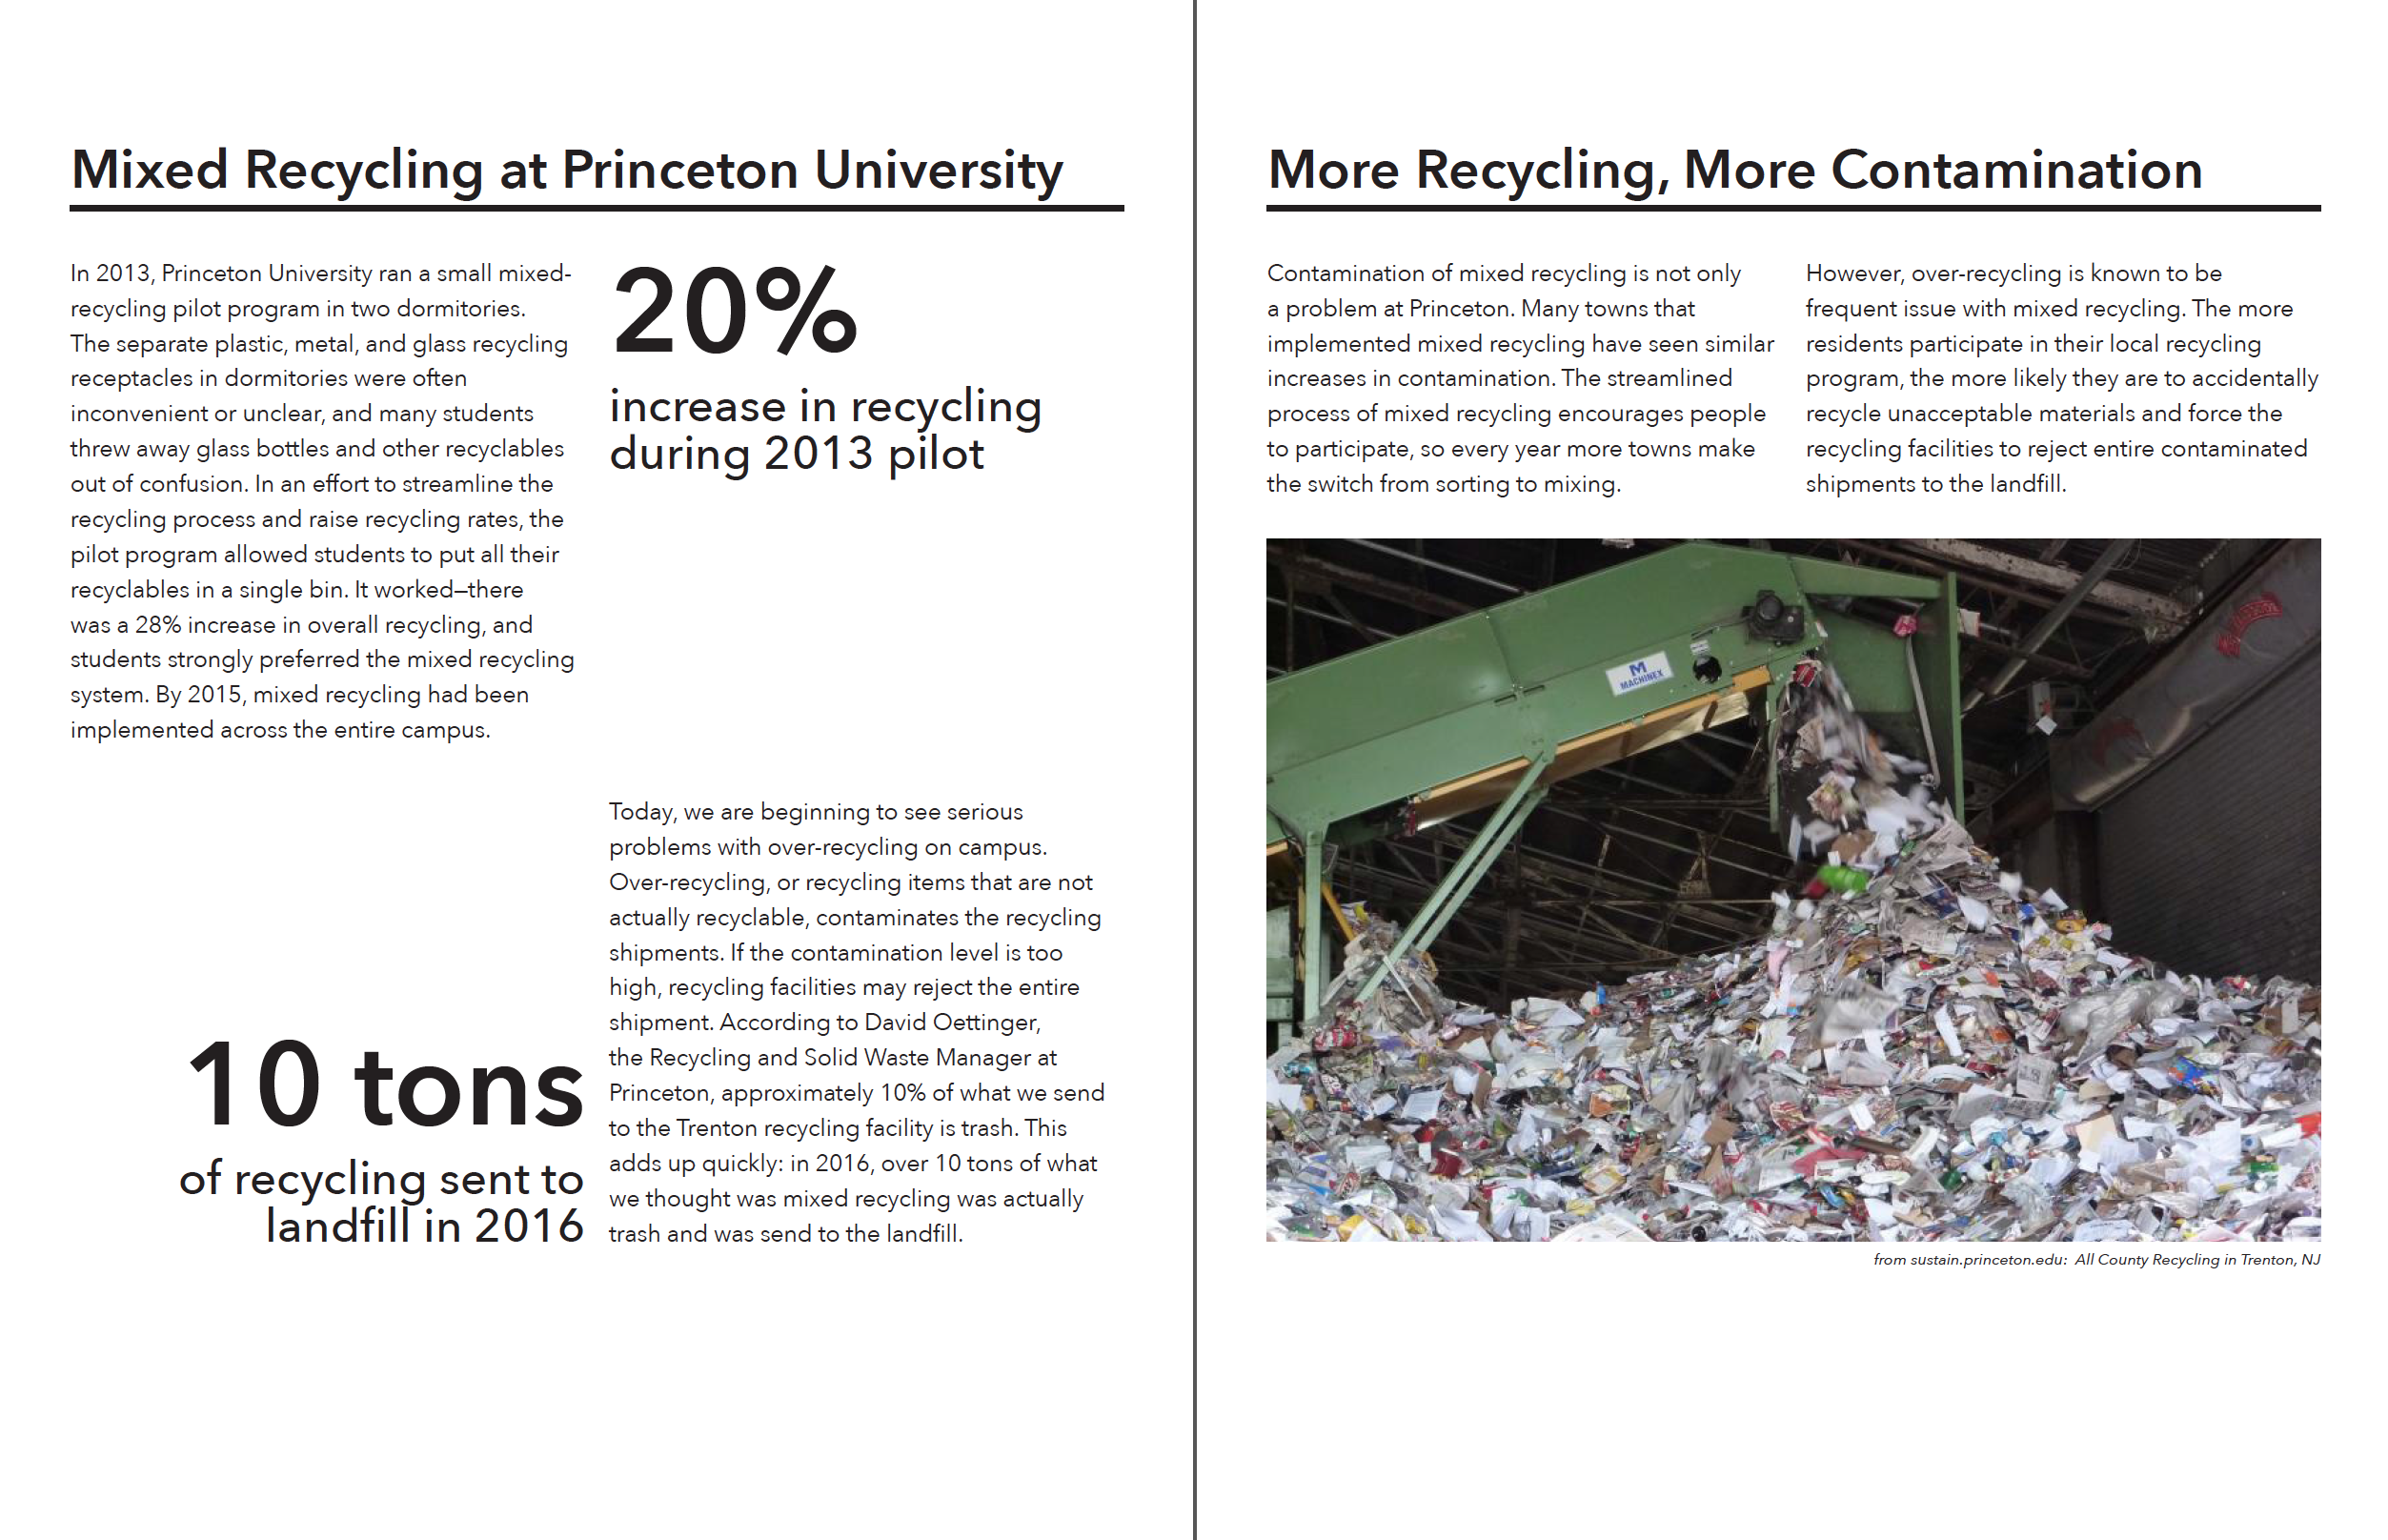 Mixed Recycling at Princeton University
In 2013, Princeton University ran a small mixed-
recycling pilot program in two dormitories.
The separate plastic, metal, and glass recycling
receptacles in dormitories were often
inconvenient or unclear, and many students
threw away glass bottles and other recyclables
out of confusion. In an effort to streamline the
recycling process and raise recycling rates, the
pilot program allowed students to put all their
recyclables in a single bin. It worked—there
was a 28% increase in overall recycling, and
students strongly preferred the mixed recycling
system. By 2015, mixed recycling had been
implemented across the entire campus.
20%
increase in recycling
during 2013 pilot
10 tons
of recycling sent to
landfill in 2016
Today, we are beginning to see serious
problems with over-recycling on campus.
Over-recycling, or recycling items that are not
actually recyclable, contaminates the recycling
shipments. If the contamination level is too
high, recycling facilities may reject the entire
shipment. According to David Oettinger,
the Recycling and Solid Waste Manager at
Princeton, approximately 10% of what we send
to the Trenton recycling facility is trash. This
adds up quickly: in 2016, over 10 tons of what
we thought was mixed recycling was actually
trash and was send to the landfill.
More Recycling, More Contamination
Contamination of mixed recycling is not only
a problem at Princeton. Many towns that
implemented mixed recycling have seen similar
increases in contamination. The streamlined
process of mixed recycling encourages people
to participate, so every year more towns make
the switch from sorting to mixing.
However, over-recycling is known to be
frequent issue with mixed recycling. The more
residents participate in their local recycling
program, the more likely they are to accidentally
recycle unacceptable materials and force the
recycling facilities to reject entire contaminated
shipments to the landfill.
M
MACHINEX
from sustain.princeton.edu: All County Recycling in Trenton, NJ